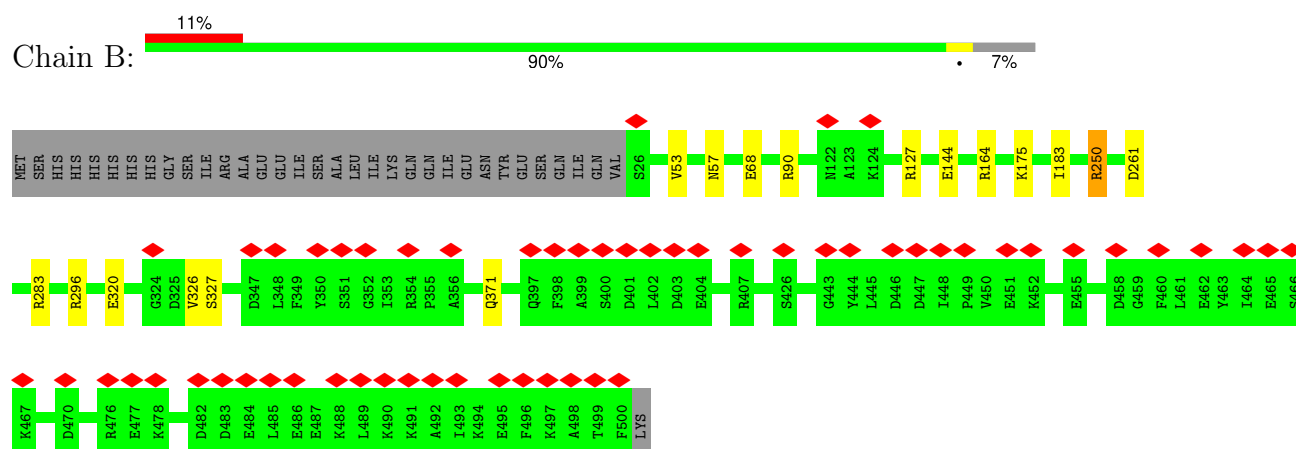 11%
Chain B:
90% • 7%
MET SER HIS HIS HIS HIS HIS HIS GLY SER ILE ARG ALA GLU GLU ILE SER ALA LEU ILE LYS GLN GLN ILE GLU ASN TYR GLU SER GLN ILE GLN VAL S26 V53 N57 E68 R90 N122 A123 K124 R127 E144 R164 K175 I183 R250 D261
R283 R296 E320 G324 D325 V326 S327 D347 L348 F349 Y350 S351 G352 I353 R354 P355 A356 Q371 Q397 F398 A399 S400 D401 L402 D403 E404 R407 S426 G443 Y444 L445 D446 D447 I448 P449 V450 E451 K452 E455 D458 G459 F460 L461 E462 Y463 I464 E465 S466
K467 D470 R476 E477 K478 D482 D483 E484 L485 E486 E487 K488 L489 K490 K491 A492 I493 K494 E495 F496 K497 A498 T499 F500 LYS